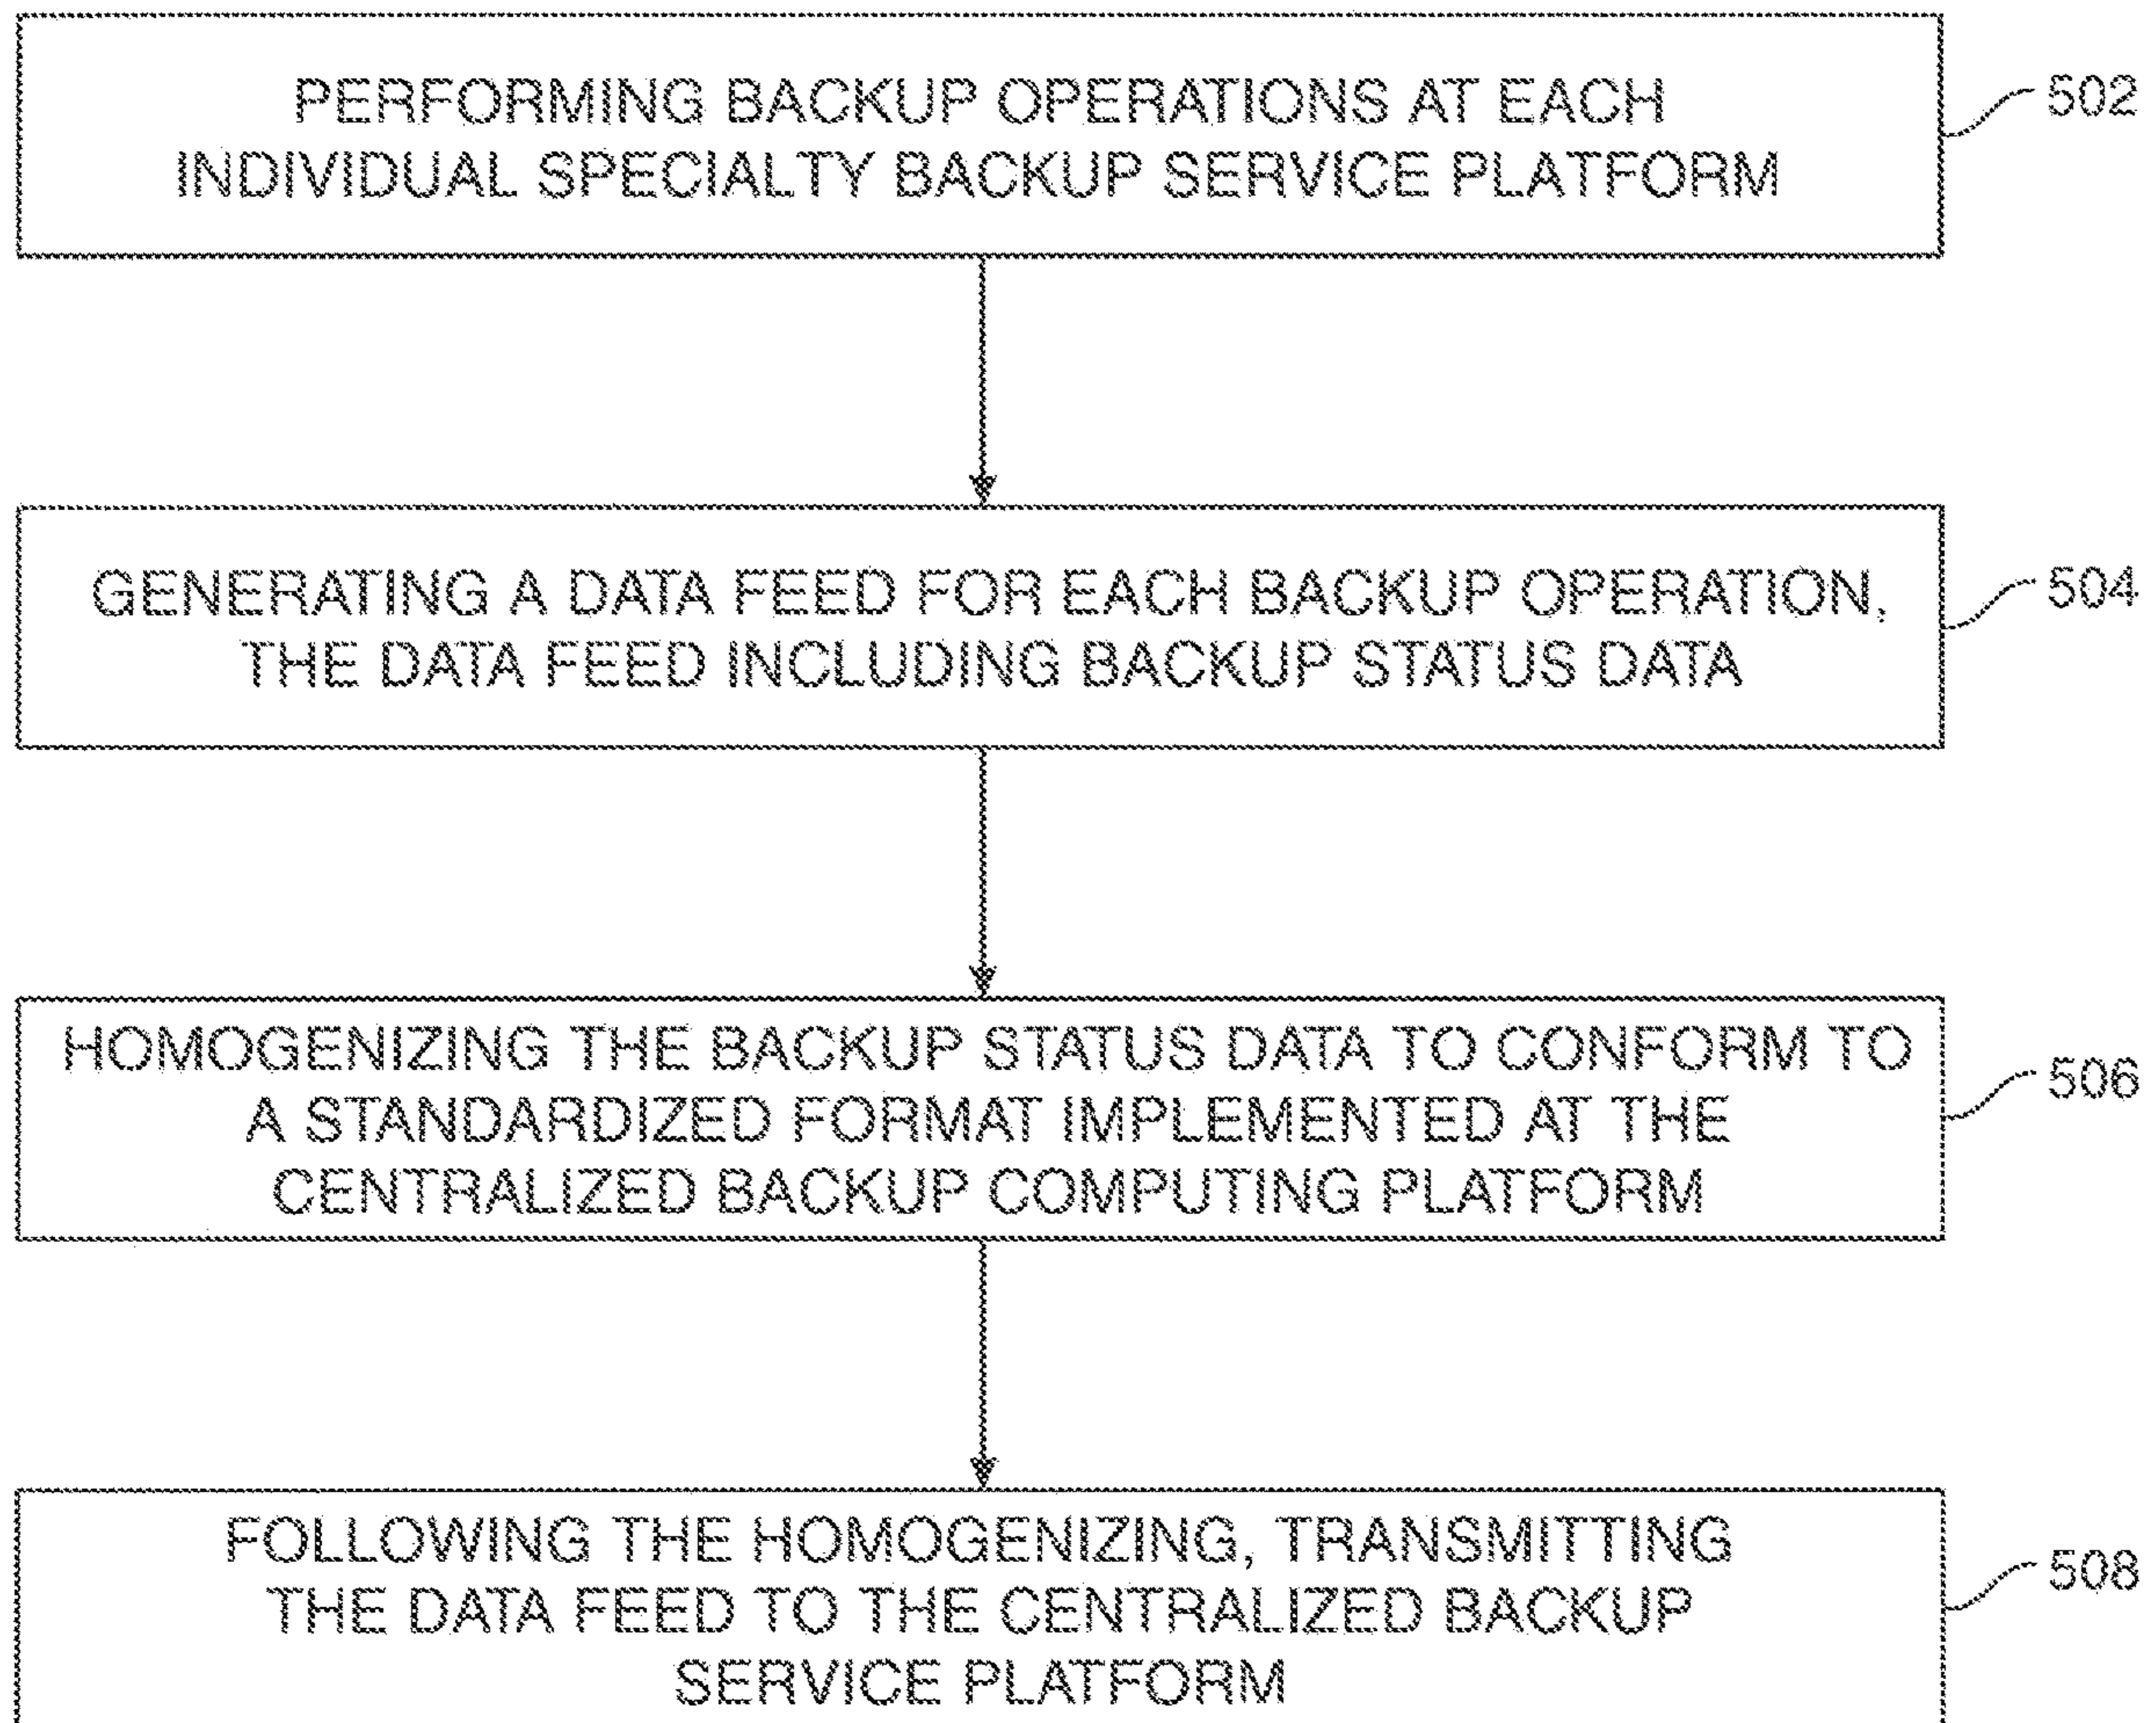 PERFORMING BACKUP OPERATIONS AT EACH
INDIVIDUAL SPECIALTY BACKUP SERVICE PLATFORM
502
GENERATING A DATA FEED FOR EACH BACKUP OPERATION,
THE DATA FEED INCLUDING BACKUP STATUS DATA
504
HOMOGENIZING THE BACKUP STATUS DATA TO CONFORM TO
A STANDARDIZED FORMAT IMPLEMENTED AT THE
CENTRALIZED BACKUP COMPUTING PLATFORM
506
FOLLOWING THE HOMOGENIZING, TRANSMITTING
THE DATA FEED TO THE CENTRALIZED BACKUP
SERVICE PLATFORM
508